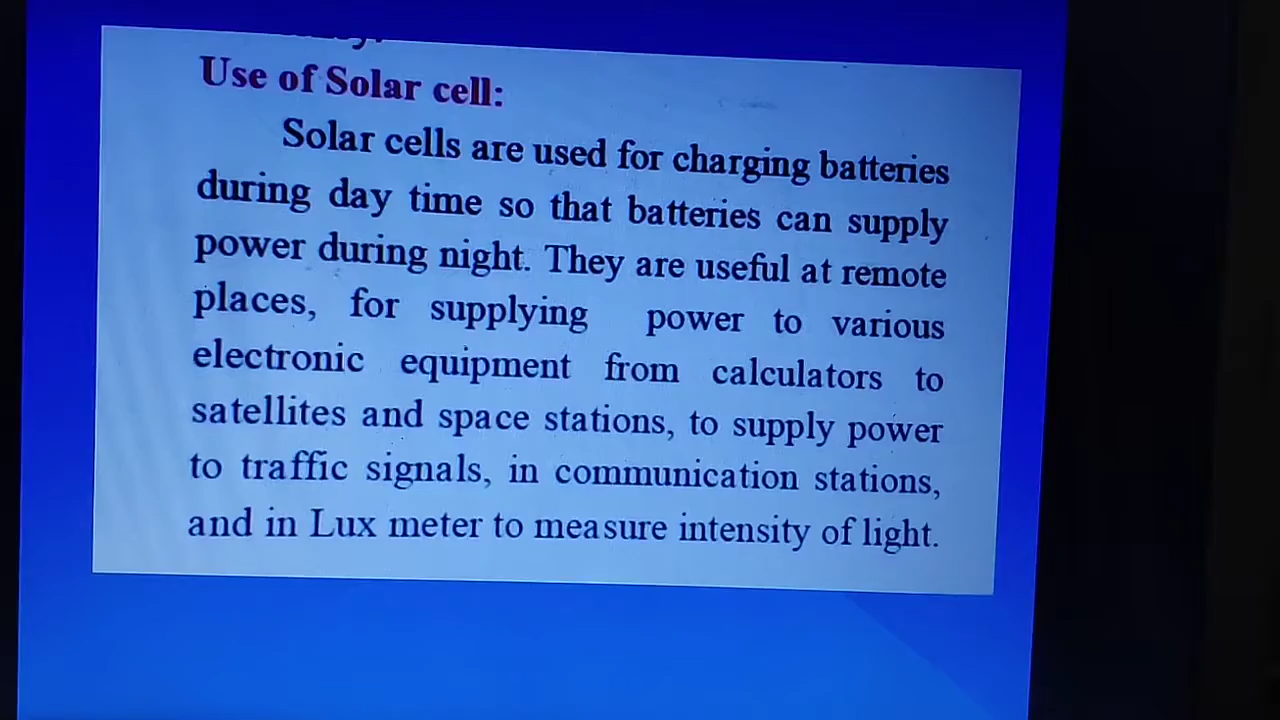 Use of Solar cell:
Solar cells are used for charging batteries
during day time so that batteries can supply
power during night. They are useful at remote
places, for supplying power to various
electronic equipment from calculators to
satellites and space stations, to supply power
to traffic signals, in communication stations,
and in Lux meter to measure intensity of light.